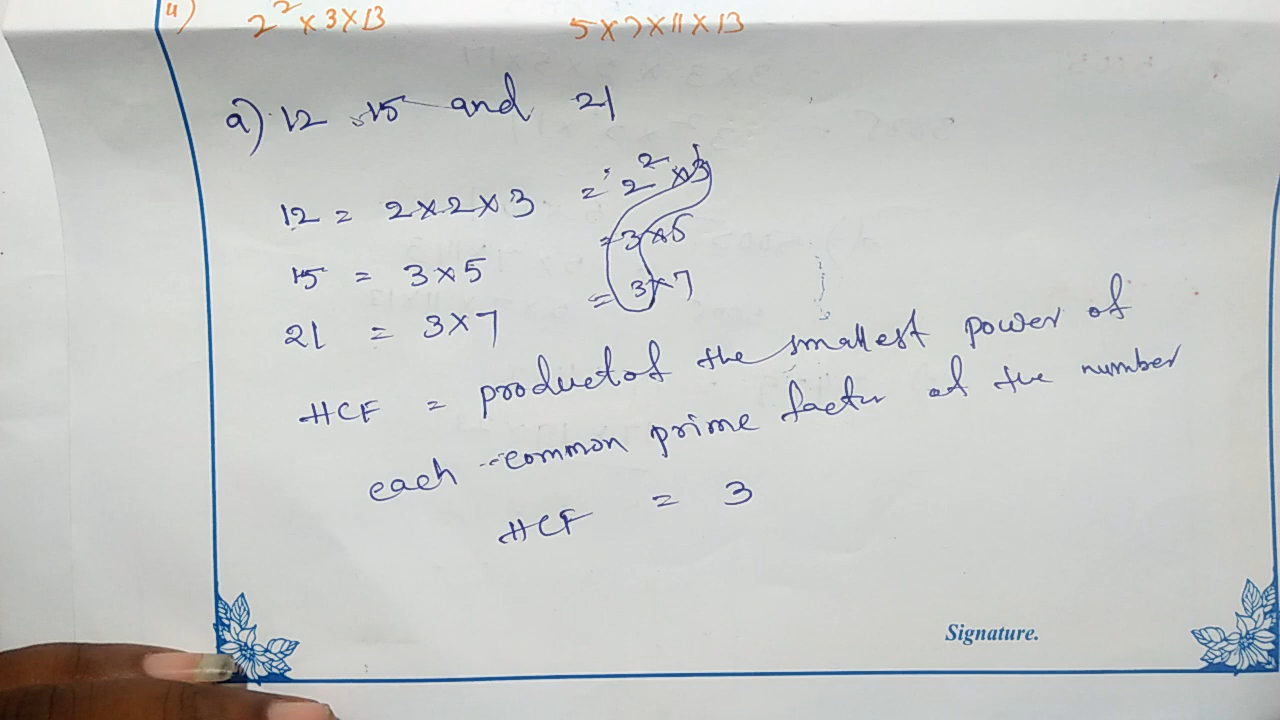 4) 2² × 3 × 13 5 × 7 × 11 × 13
a) 12, 15 and 21
12 = 2×2×3 = 2² × 3
15 = 3×5 = 3×5
21 = 3×7 = 3×7
HCF = product of the smallest power of
each common prime factor of the number
HCF = 3
Signature.